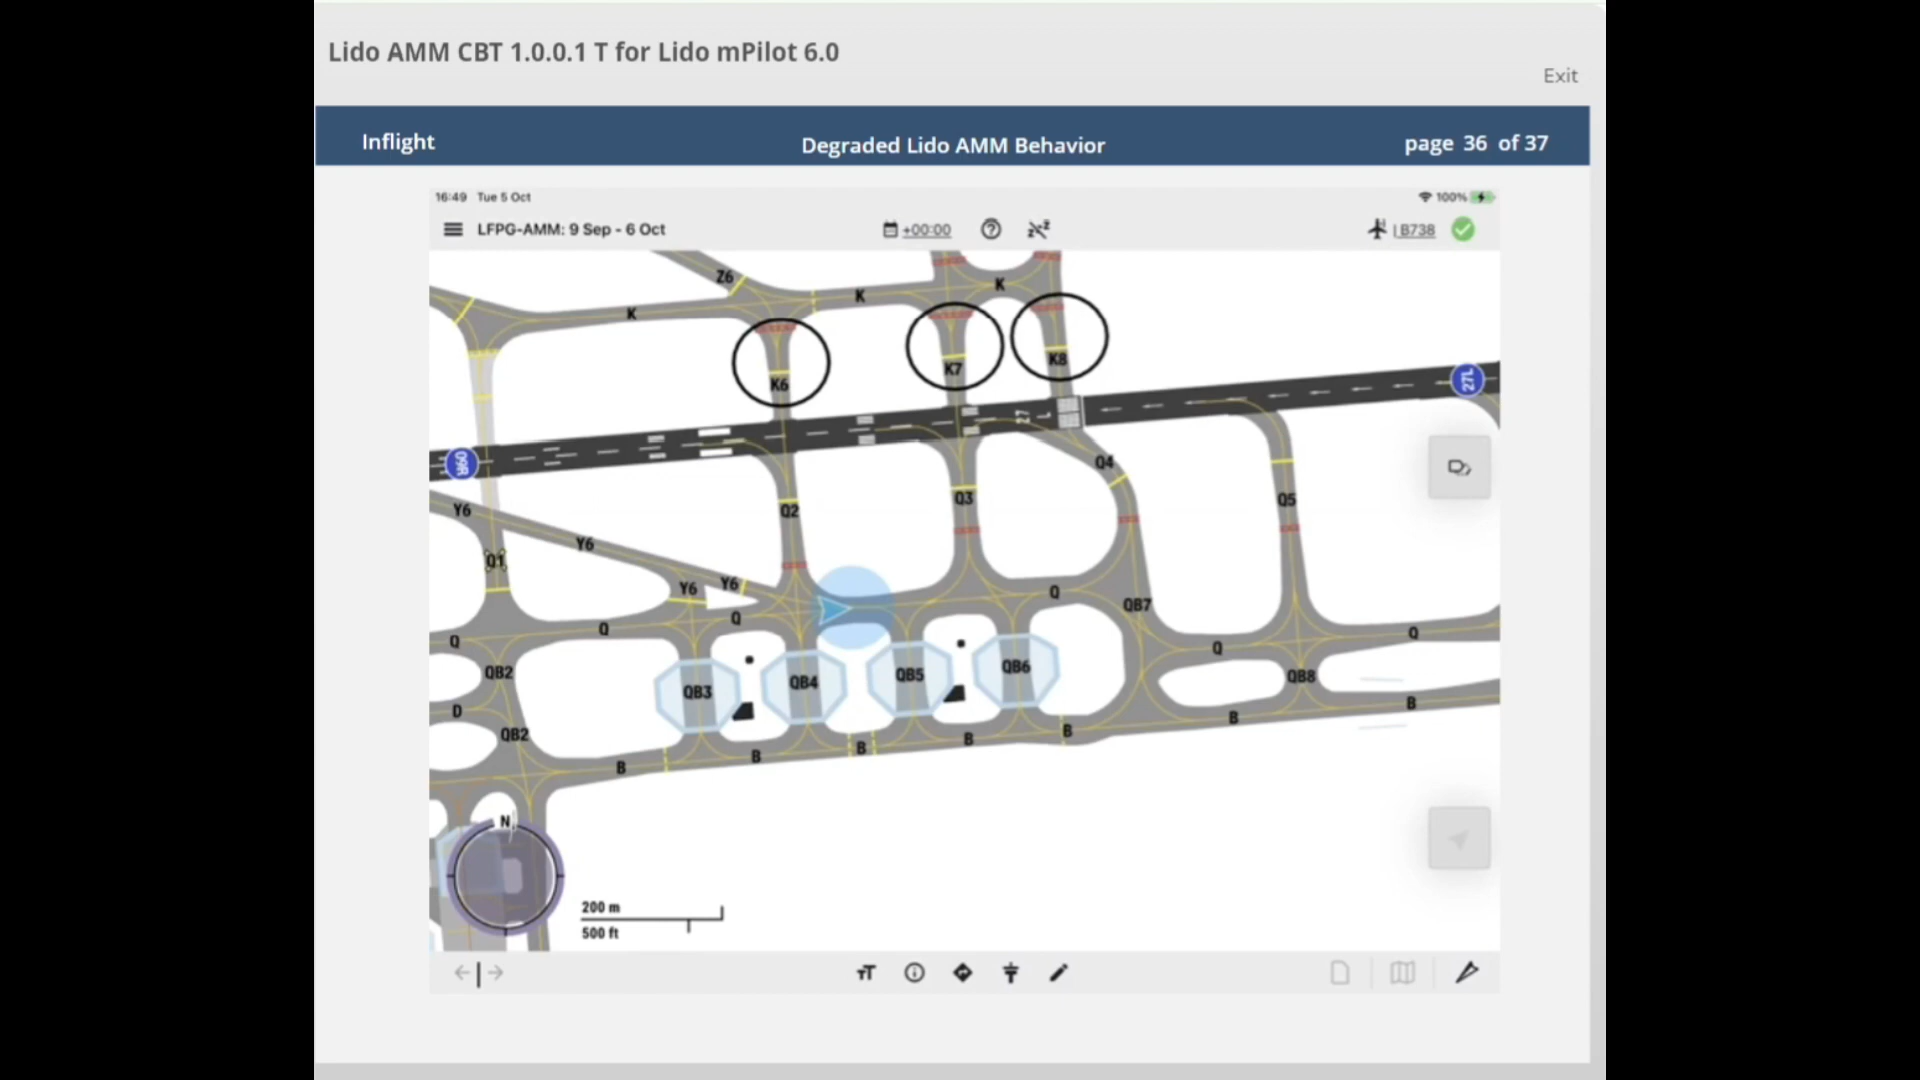 Lido AMM CBT 1.0.0.1 T for Lido mPilot 6.0
Exit
Inflight
Degraded Lido AMM Behavior
page 36 of 37
16:49 Tue 5 Oct
100%
LFPG-AMM: 9 Sep - 6 Oct
+00:00
B738
Z6
K
K
K
K6
K7
K8
27L
27
L
09R
Y6
Y6
Y6
Y6
Q1
Q2
Q3
Q4
Q5
Q
Q
Q
Q
Q
Q
QB2
QB2
QB3
QB4
QB5
QB6
QB7
QB8
D
B
B
B
B
B
B
B
N
200 m
500 ft
TT